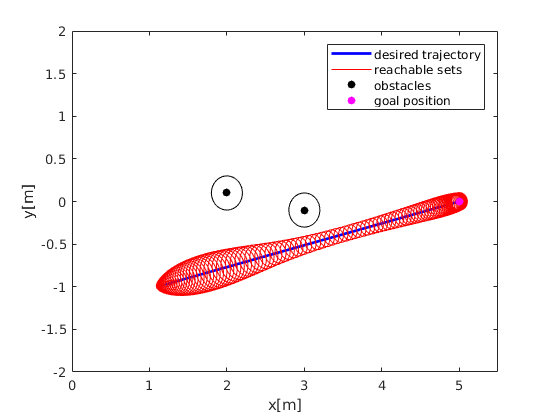 2
1.5
1
0.5
0
-0.5
-1
-1.5
-2
y[m]
desired trajectory
reachable sets
obstacles
goal position
0 1 2 3 4 5
x[m]